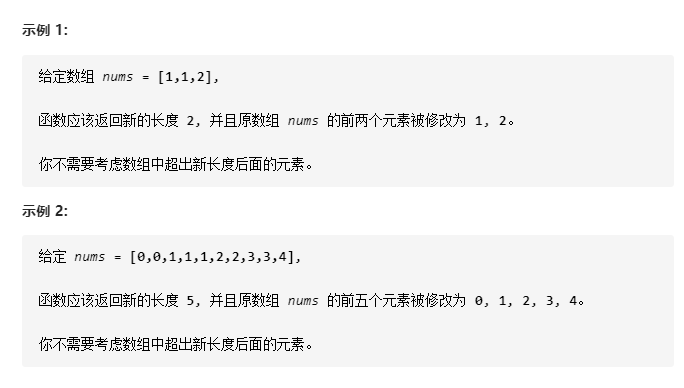 示例 1:
给定数组 nums = [1,1,2],
函数应该返回新的长度 2, 并且原数组 nums 的前两个元素被修改为 1, 2。
你不需要考虑数组中超出新长度后面的元素。
示例 2:
给定 nums = [0,0,1,1,1,2,2,3,3,4],
函数应该返回新的长度 5, 并且原数组 nums 的前五个元素被修改为 0, 1, 2, 3, 4。
你不需要考虑数组中超出新长度后面的元素。